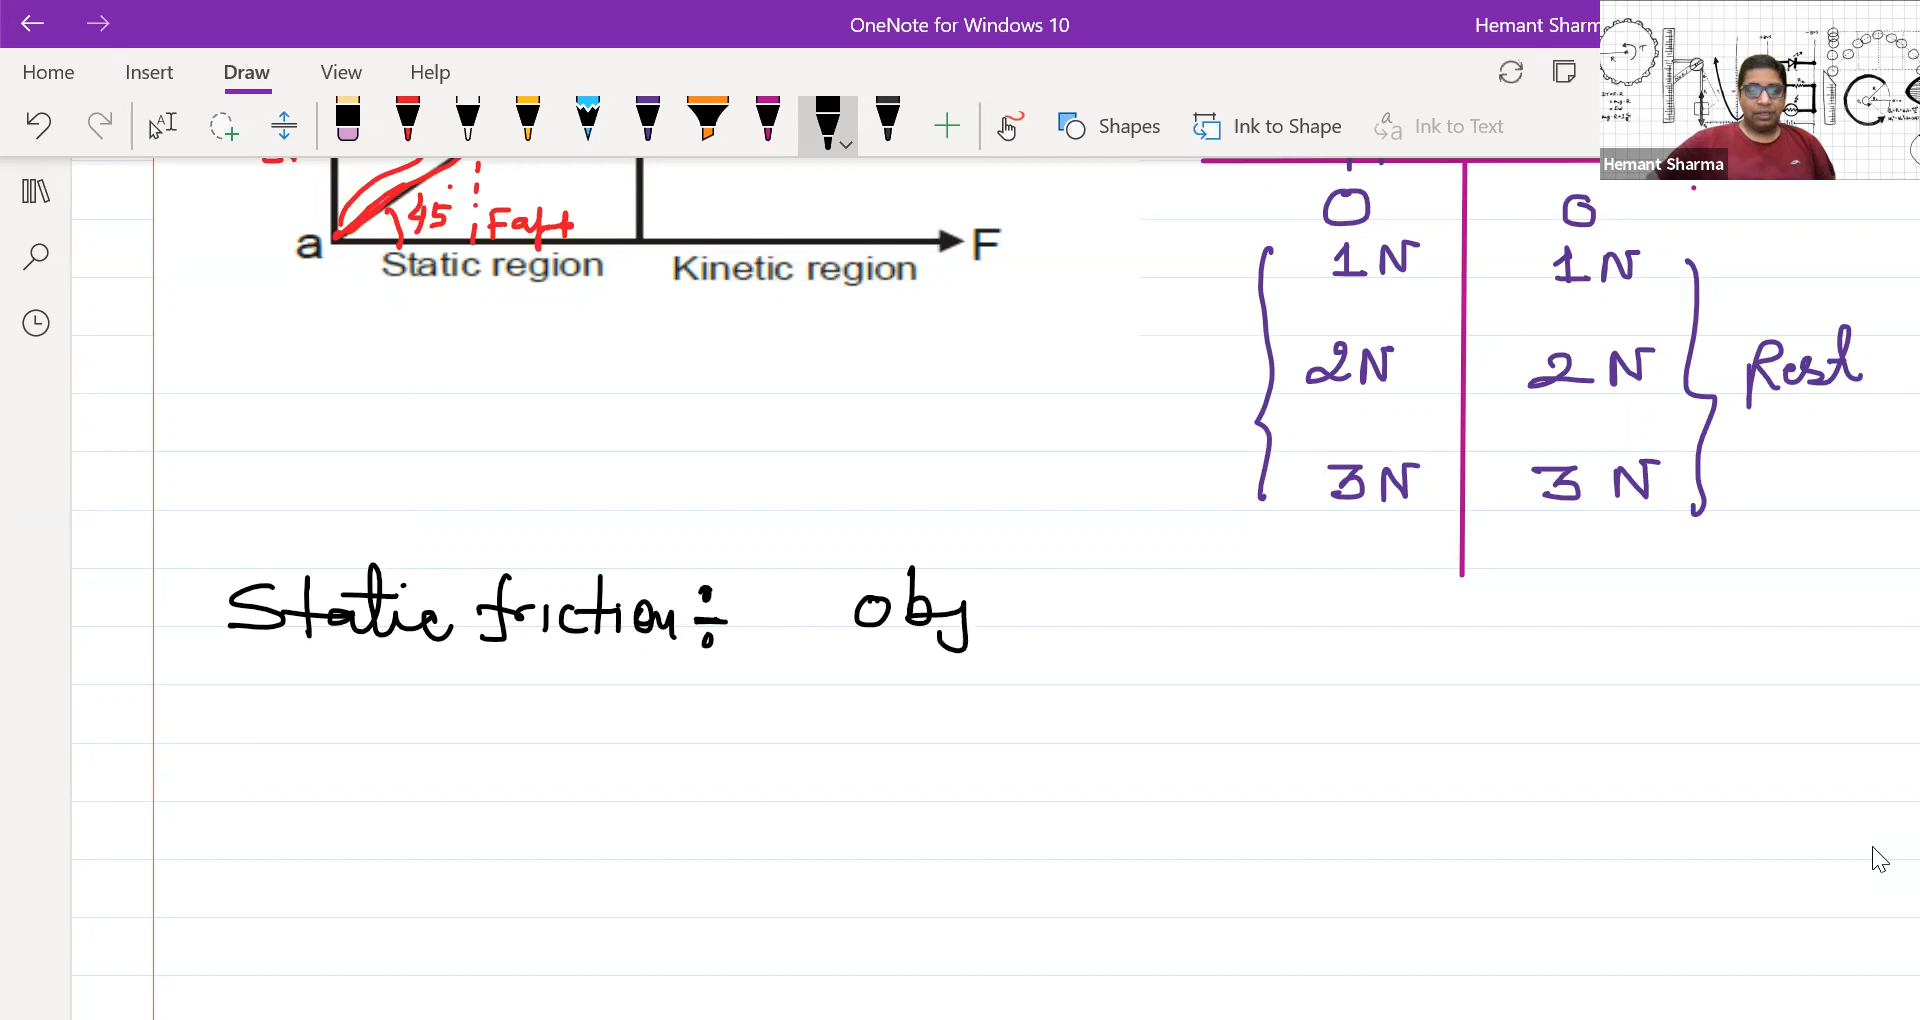 OneNote for Windows 10
Hemant Sharm
Home Insert Draw View Help
Shapes Ink to Shape Ink to Text
Hemant Sharma
45 Fapt
a F
Static region Kinetic region
0 0
1N 1N
2N 2N Rest
3N 3N
Static friction÷ obj